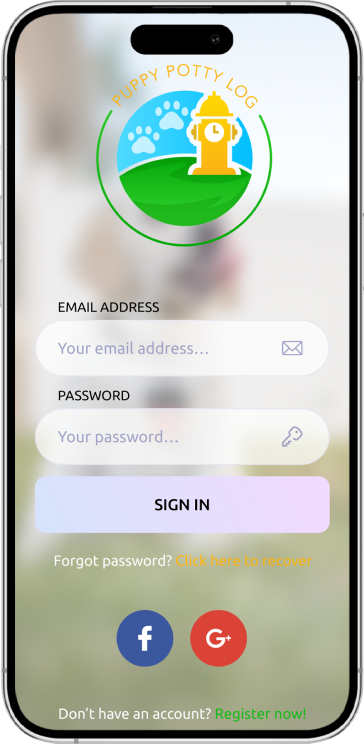 PUPPY POTTY LOG
EMAIL ADDRESS
Your email address...
PASSWORD
Your password...
SIGN IN
Forgot password? Click here to recover
f
G+
Don't have an account? Register now!